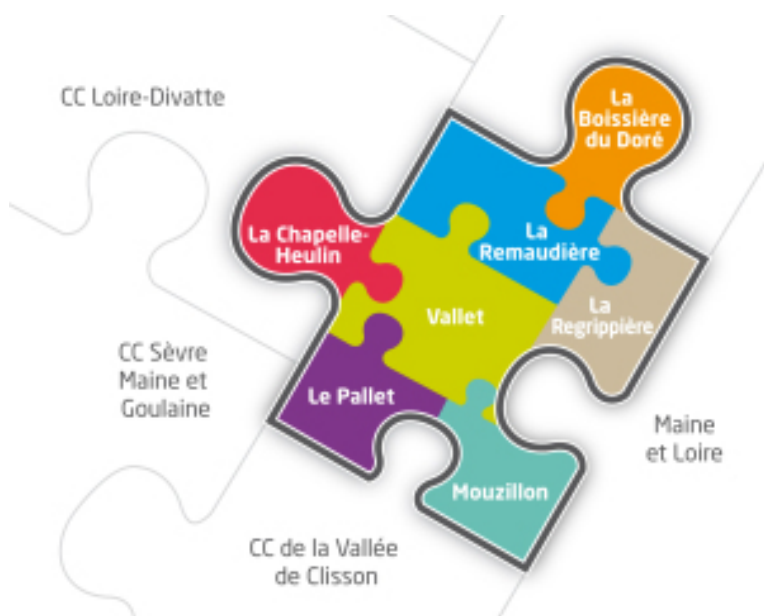 CC Loire-Divatte
La
Boissière
du Doré
La Chapelle-
Heulin
La
Remaudière
Vallet
La
Regrippière
CC Sèvre
Maine et
Goulaine
Le Pallet
Maine
et Loire
Mouzillon
CC de la Vallée
de Clisson